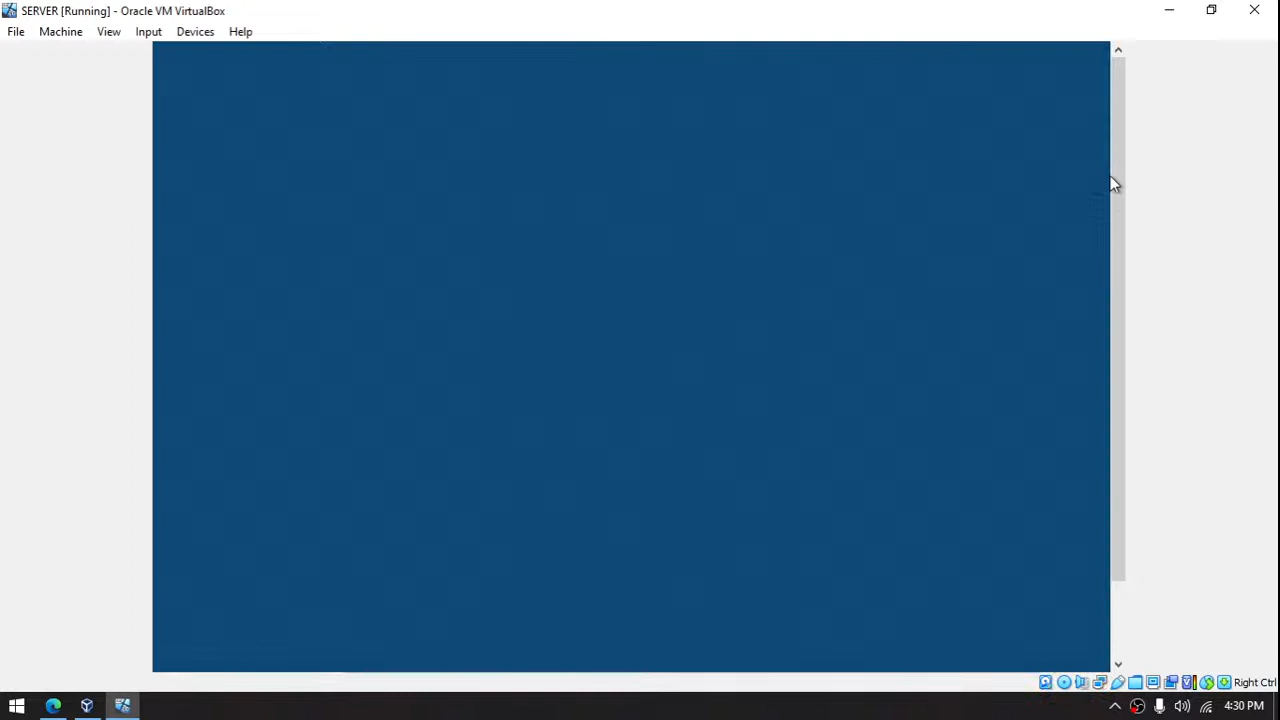 SERVER [Running] - Oracle VM VirtualBox
File Machine View Input Devices Help
Right Ctrl
4:30 PM